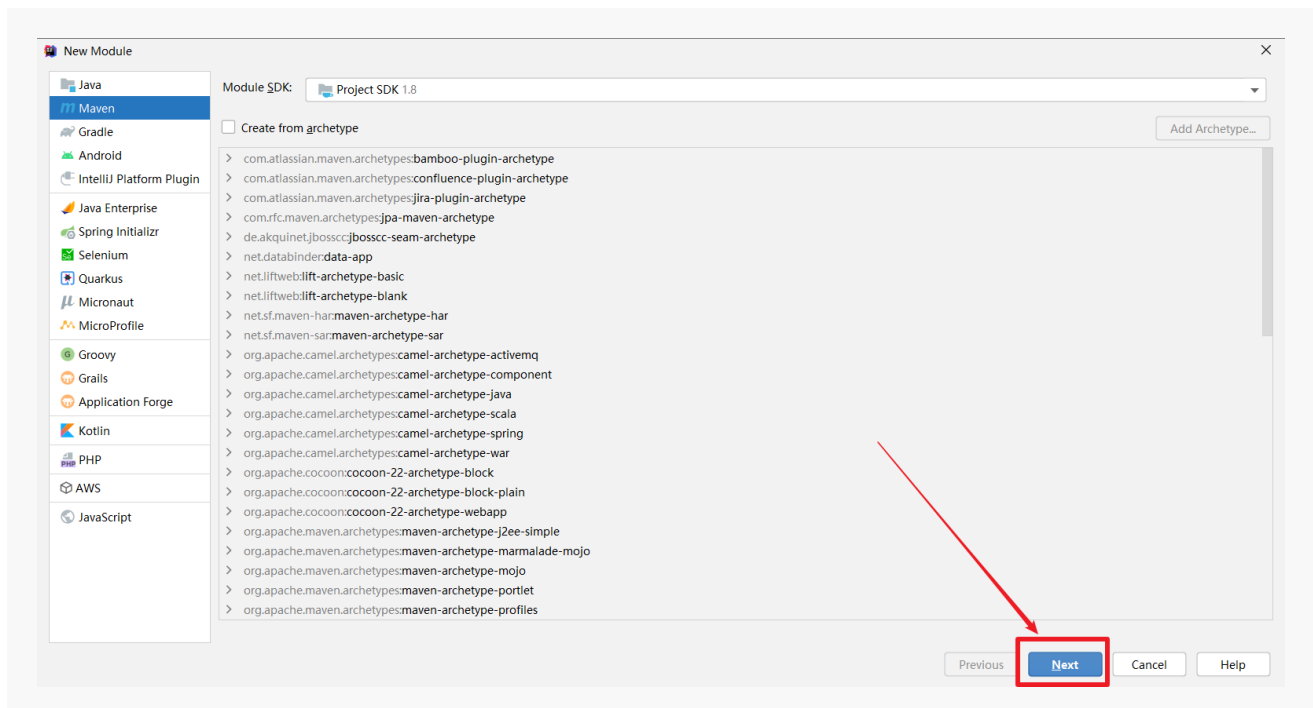 New Module
Java
Maven
Gradle
Android
IntelliJ Platform Plugin
Java Enterprise
Spring Initializr
Selenium
Quarkus
Micronaut
MicroProfile
Groovy
Grails
Application Forge
Kotlin
PHP
AWS
JavaScript
Module SDK: Project SDK 1.8
Create from archetype Add Archetype...
com.atlassian.maven.archetypes:bamboo-plugin-archetype
com.atlassian.maven.archetypes:confluence-plugin-archetype
com.atlassian.maven.archetypes:jira-plugin-archetype
com.rfc.maven.archetypes:jpa-maven-archetype
de.akquinet.jbosscc:jbosscc-seam-archetype
net.databinder:data-app
net.liftweb:lift-archetype-basic
net.liftweb:lift-archetype-blank
net.sf.maven-har:maven-archetype-har
net.sf.maven-sar:maven-archetype-sar
org.apache.camel.archetypes:camel-archetype-activemq
org.apache.camel.archetypes:camel-archetype-component
org.apache.camel.archetypes:camel-archetype-java
org.apache.camel.archetypes:camel-archetype-scala
org.apache.camel.archetypes:camel-archetype-spring
org.apache.camel.archetypes:camel-archetype-war
org.apache.cocoon:cocoon-22-archetype-block
org.apache.cocoon:cocoon-22-archetype-block-plain
org.apache.cocoon:cocoon-22-archetype-webapp
org.apache.maven.archetypes:maven-archetype-j2ee-simple
org.apache.maven.archetypes:maven-archetype-marmalade-mojo
org.apache.maven.archetypes:maven-archetype-mojo
org.apache.maven.archetypes:maven-archetype-portlet
org.apache.maven.archetypes:maven-archetype-profiles
Previous Next Cancel Help